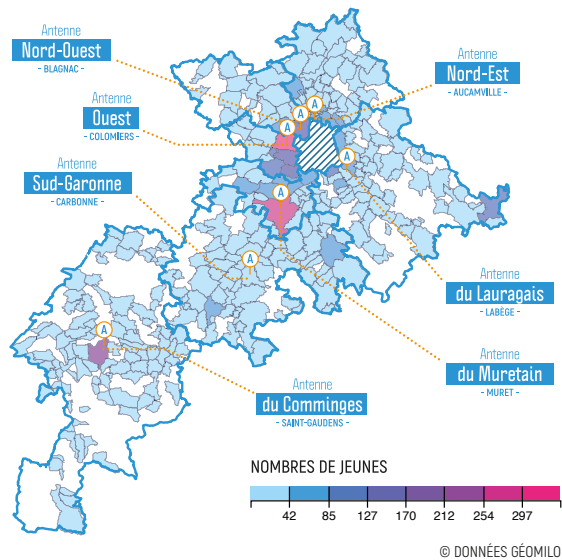 Antenne
Nord-Ouest
- BLAGNAC -
Antenne
Nord-Est
- AUCAMVILLE -
Antenne
Ouest
- COLOMIERS -
Antenne
Sud-Garonne
- CARBONNE -
A
A
A
A
A
A
A
Antenne
du Lauragais
- LABÈGE -
Antenne
du Muretain
- MURET -
Antenne
du Comminges
- SAINT-GAUDENS -
NOMBRES DE JEUNES
42 85 127 170 212 254 297
© DONNÉES GÉOMILO